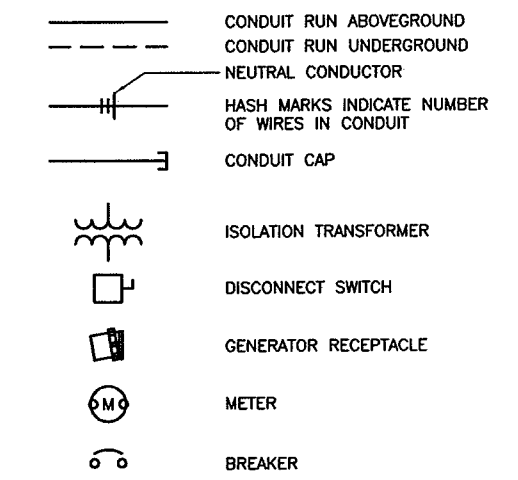 CONDUIT RUN ABOVEGROUND
CONDUIT RUN UNDERGROUND
NEUTRAL CONDUCTOR
HASH MARKS INDICATE NUMBER
OF WIRES IN CONDUIT
CONDUIT CAP
ISOLATION TRANSFORMER
DISCONNECT SWITCH
GENERATOR RECEPTACLE
M
METER
BREAKER